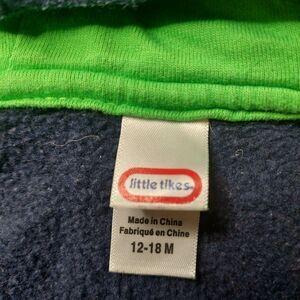 little tikes
Made in China
Fabriqué en Chine
12-18 M